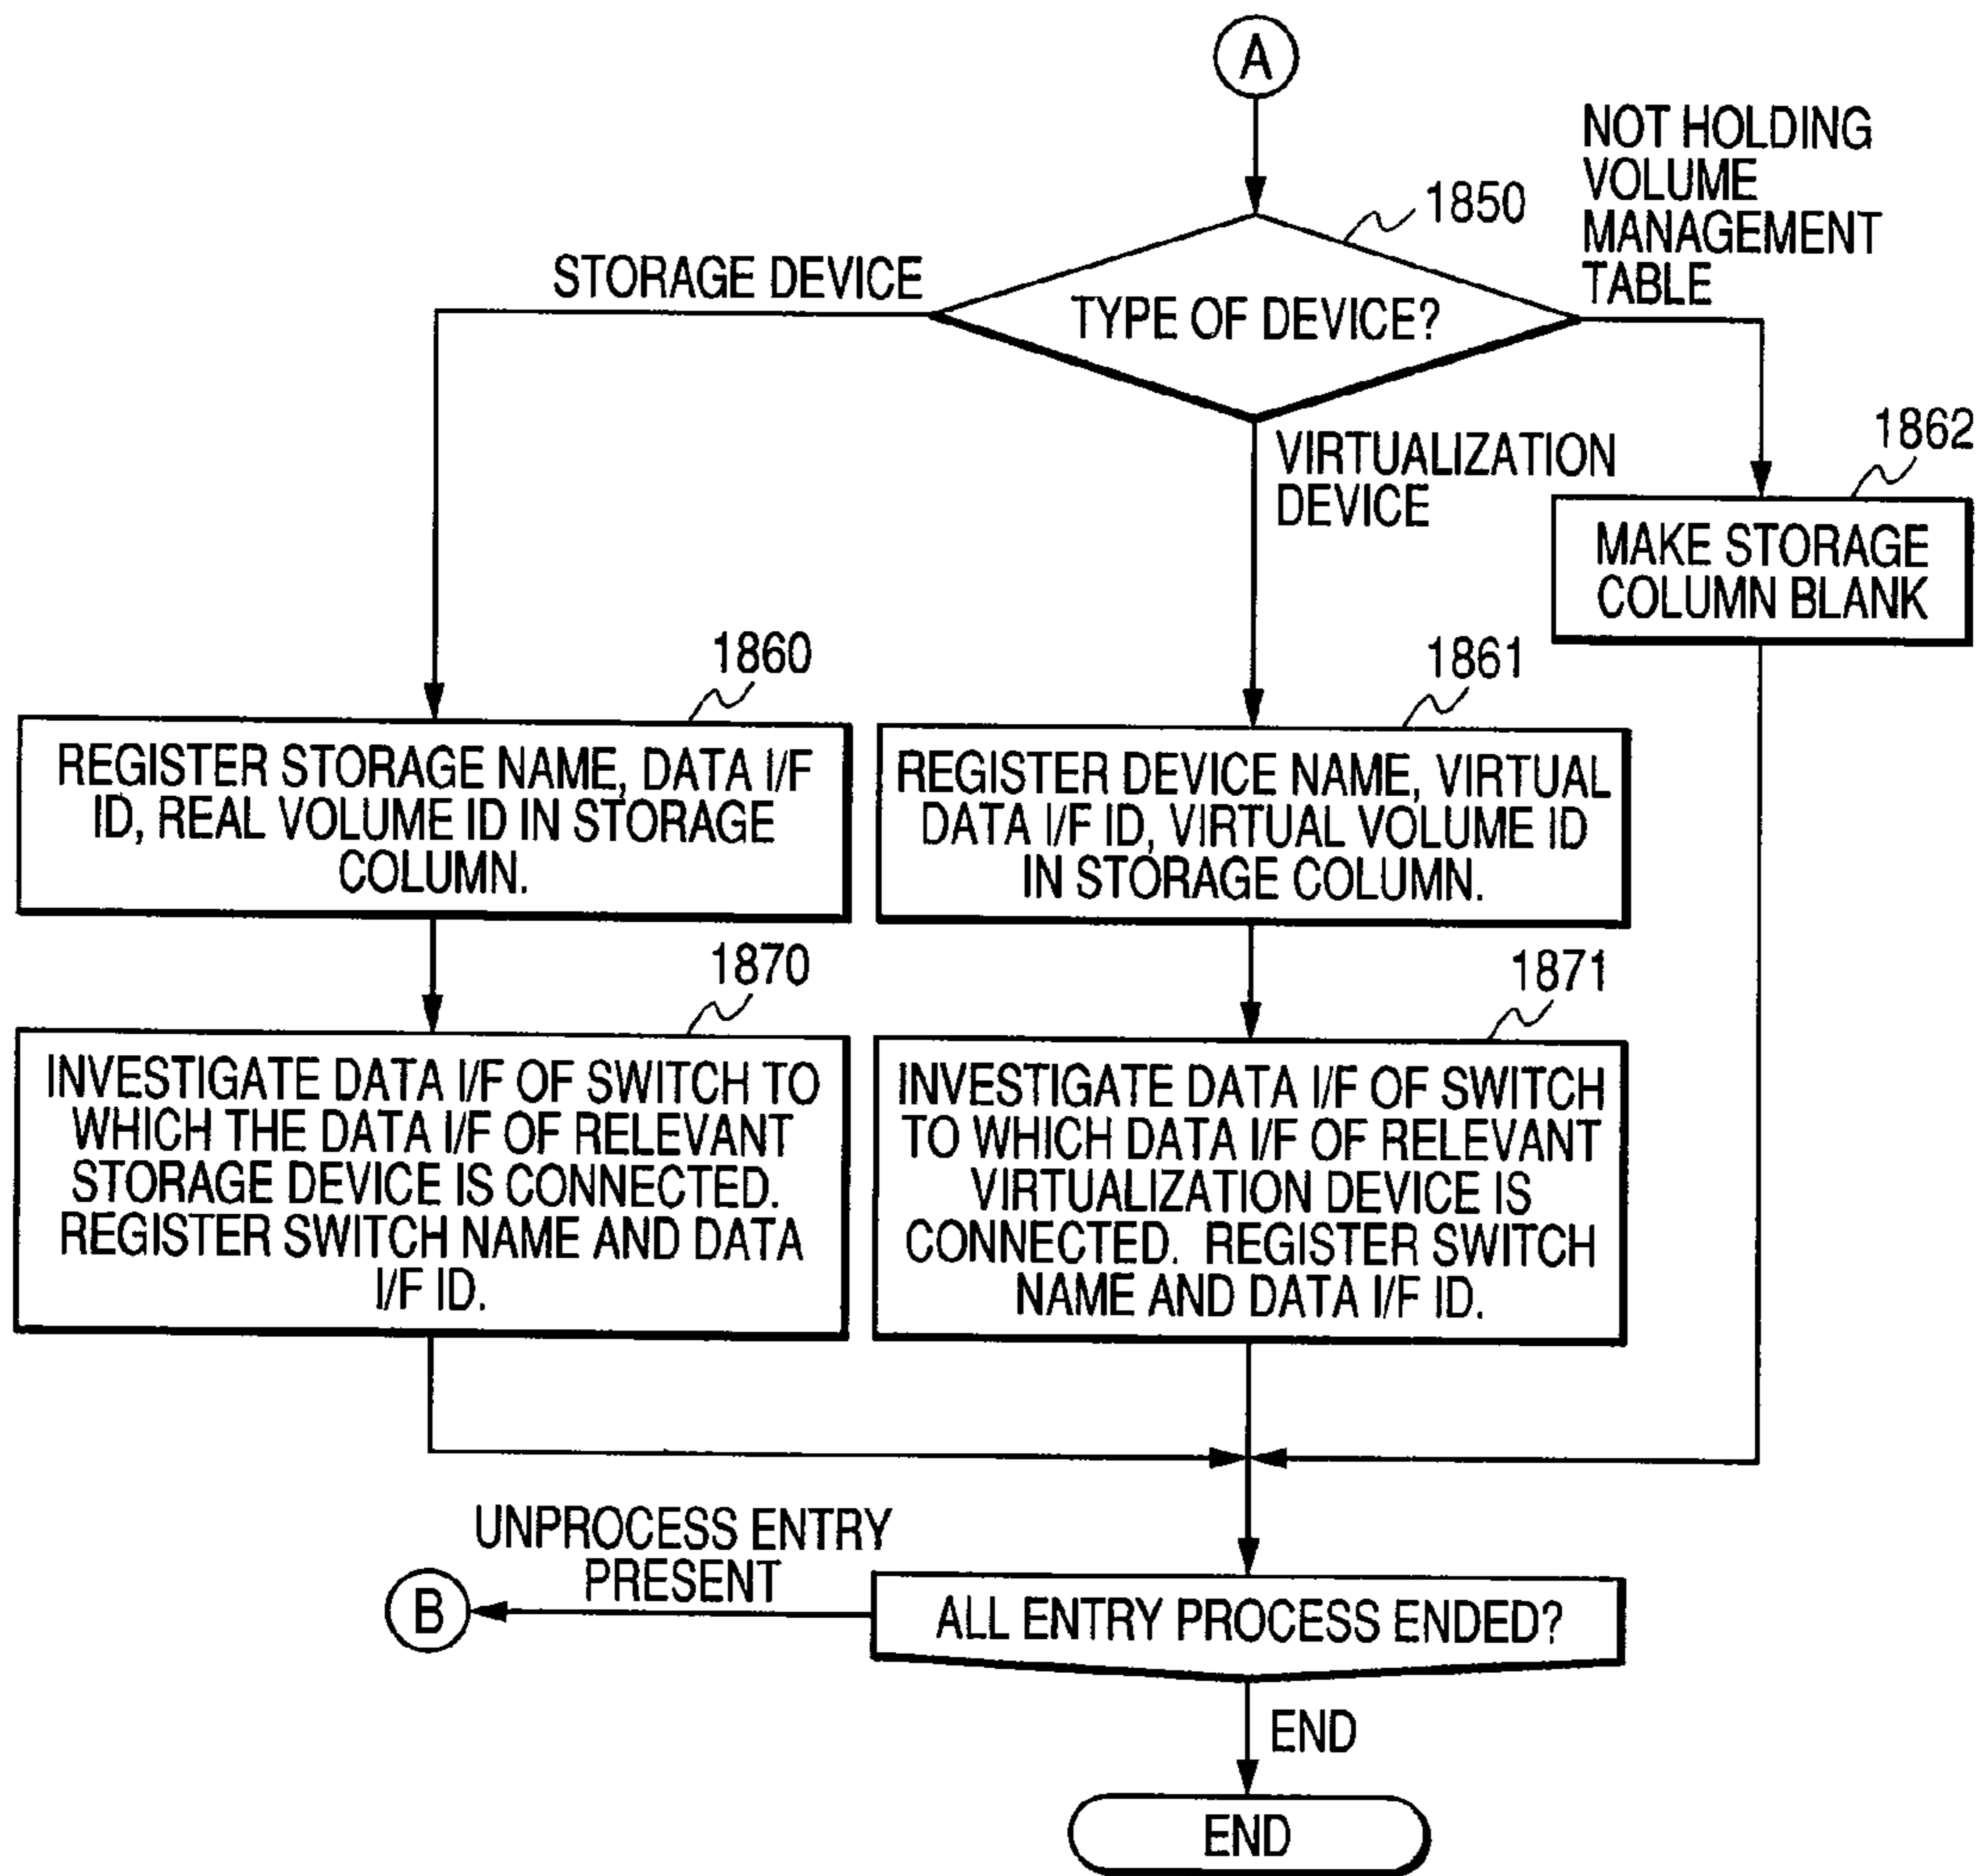 A
NOT HOLDING
VOLUME
MANAGEMENT
TABLE
1850
STORAGE DEVICE
TYPE OF DEVICE?
VIRTUALIZATION
DEVICE
1862
MAKE STORAGE
COLUMN BLANK
1860
REGISTER STORAGE NAME, DATA I/F
ID, REAL VOLUME ID IN STORAGE
COLUMN.
1861
REGISTER DEVICE NAME, VIRTUAL
DATA I/F ID, VIRTUAL VOLUME ID
IN STORAGE COLUMN.
1870
INVESTIGATE DATA I/F OF SWITCH TO
WHICH THE DATA I/F OF RELEVANT
STORAGE DEVICE IS CONNECTED.
REGISTER SWITCH NAME AND DATA
I/F ID.
1871
INVESTIGATE DATA I/F OF SWITCH
TO WHICH DATA I/F OF RELEVANT
VIRTUALIZATION DEVICE IS
CONNECTED. REGISTER SWITCH
NAME AND DATA I/F ID.
UNPROCESS ENTRY
PRESENT
B
ALL ENTRY PROCESS ENDED?
END
END